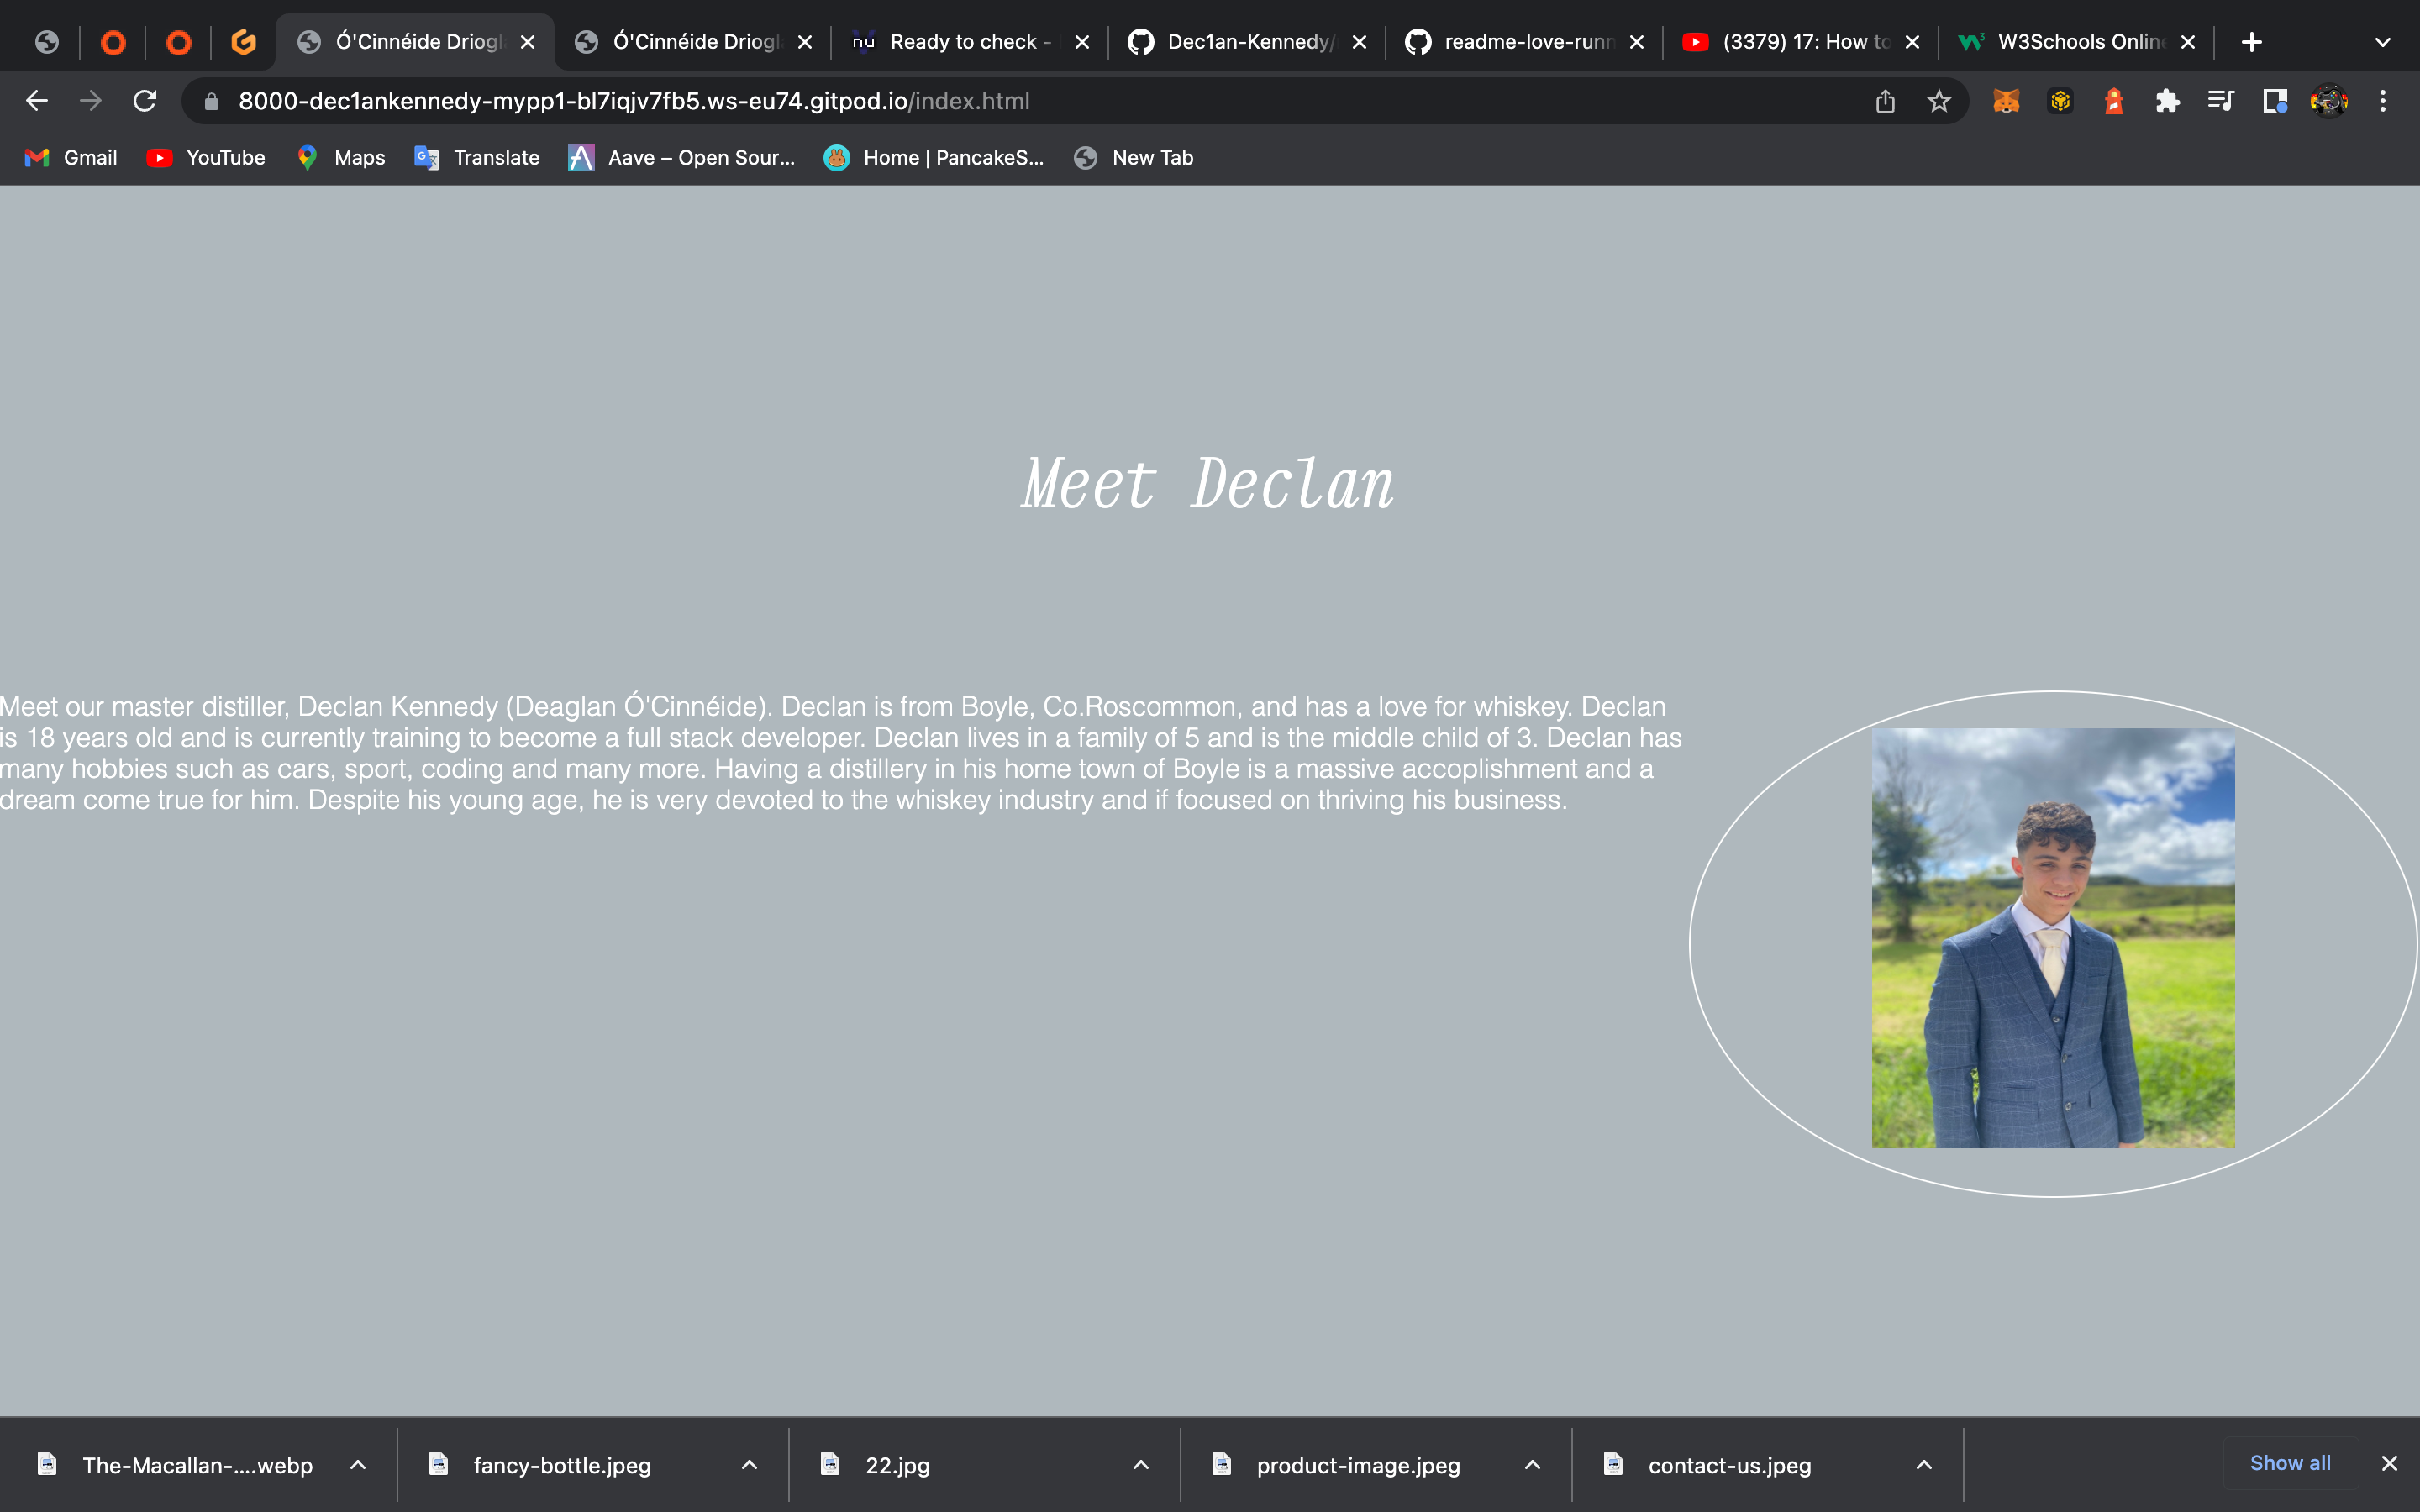 Ó'Cinnéide Driogl
Ó'Cinnéide Driogl
Ready to check -
Dec1an-Kennedy/
readme-love-runn
(3379) 17: How to
W3Schools Online
8000-dec1ankennedy-mypp1-bl7iqjv7fb5.ws-eu74.gitpod.io/index.html
Gmail
YouTube
Maps
Translate
Aave – Open Sour...
Home | PancakeS...
New Tab
Meet Declan
Meet our master distiller, Declan Kennedy (Deaglan Ó'Cinnéide). Declan is from Boyle, Co.Roscommon, and has a love for whiskey. Declan
is 18 years old and is currently training to become a full stack developer. Declan lives in a family of 5 and is the middle child of 3. Declan has
many hobbies such as cars, sport, coding and many more. Having a distillery in his home town of Boyle is a massive accoplishment and a
dream come true for him. Despite his young age, he is very devoted to the whiskey industry and if focused on thriving his business.
The-Macallan-....webp
fancy-bottle.jpeg
22.jpg
product-image.jpeg
contact-us.jpeg
Show all